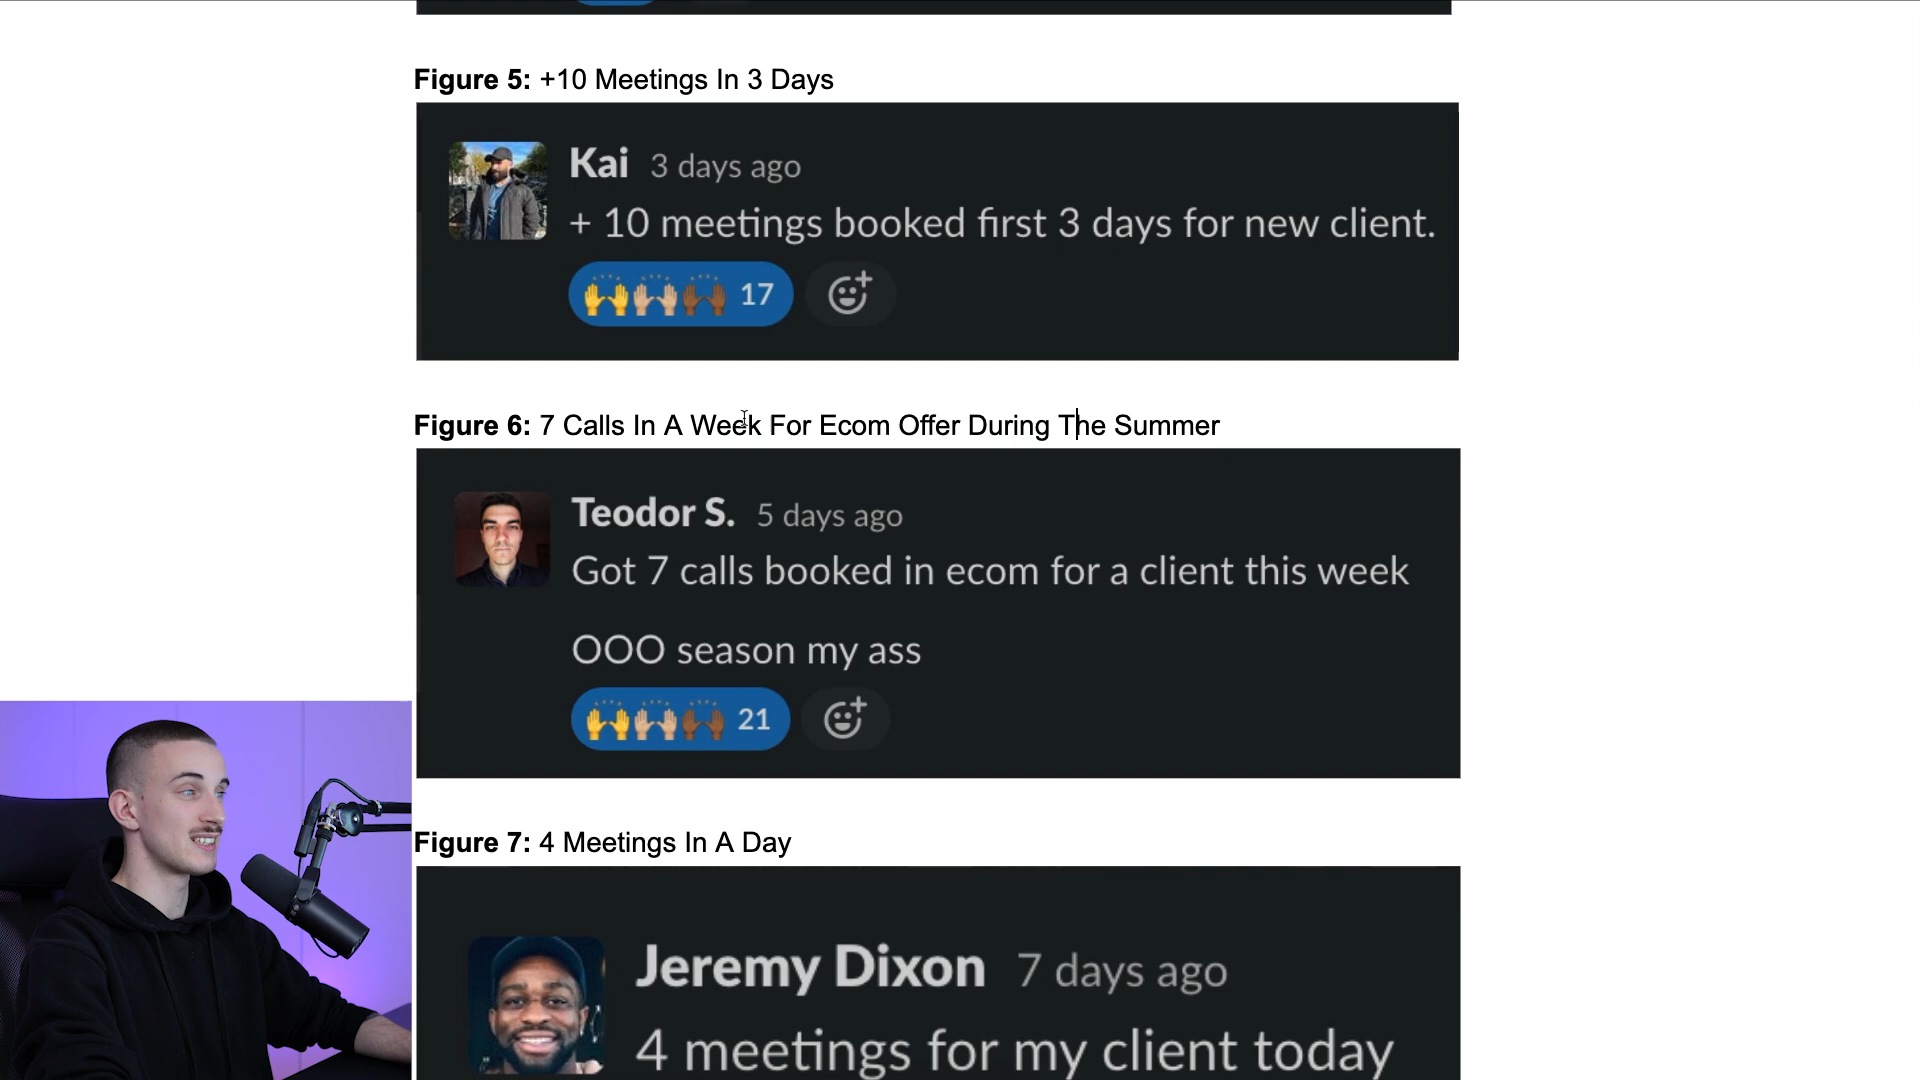 Figure 5: +10 Meetings In 3 Days
Kai 3 days ago
+ 10 meetings booked first 3 days for new client.
17
Figure 6: 7 Calls In A Week For Ecom Offer During The Summer
Teodor S. 5 days ago
Got 7 calls booked in ecom for a client this week
OOO season my ass
21
Figure 7: 4 Meetings In A Day
Jeremy Dixon 7 days ago
4 meetings for my client today